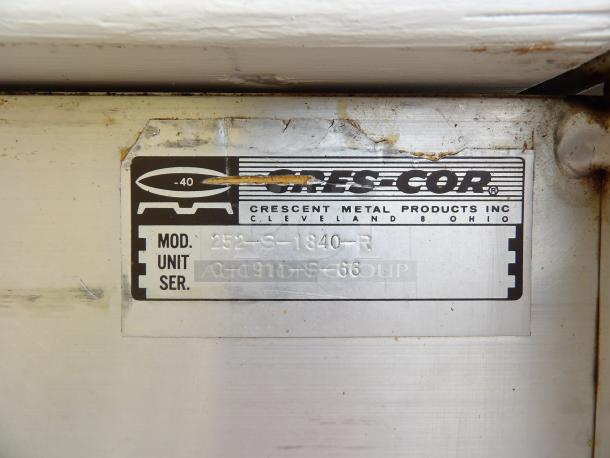 -40
CRES-COR®
CRESCENT METAL PRODUCTS INC
CLEVELAND 8 OHIO
MOD. 252-S-1840-R
UNIT
SER.